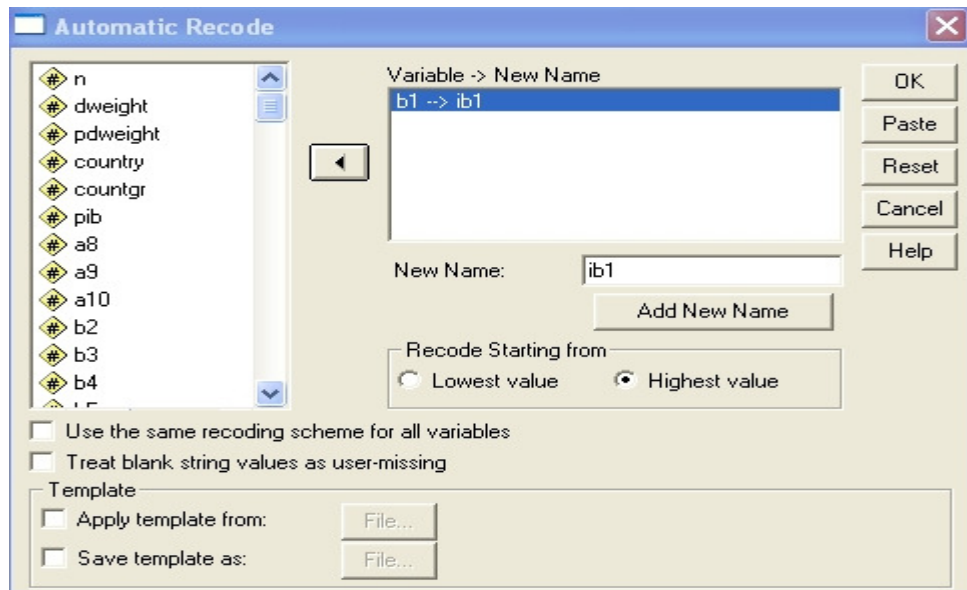 Automatic Recode
n
dweight
pdweight
country
countgr
pib
a8
a9
a10
b2
b3
b4
Variable -> New Name
b1 --> ib1
New Name:
ib1
Add New Name
Recode Starting from
Lowest value
Highest value
OK
Paste
Reset
Cancel
Help
Use the same recoding scheme for all variables
Treat blank string values as user-missing
Template
Apply template from:
File...
Save template as:
File...